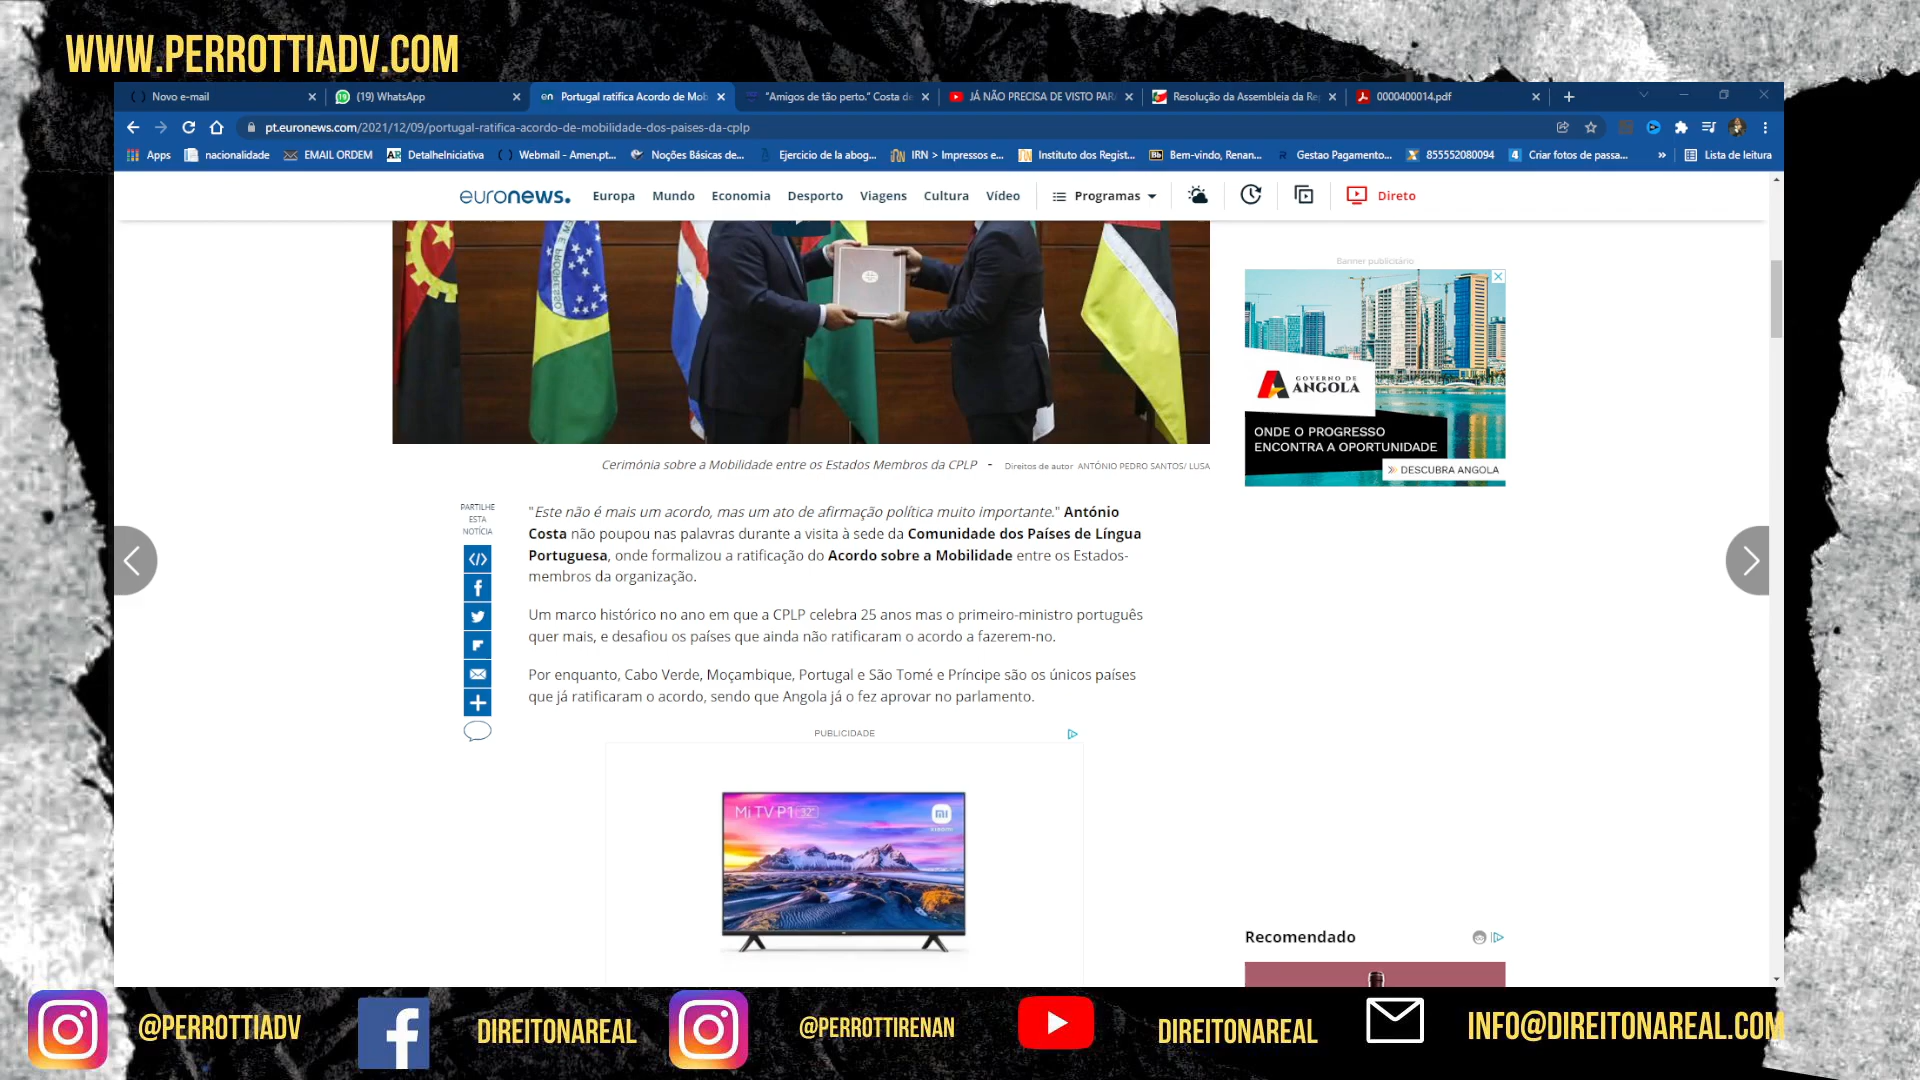 WWW.PERROTTIADV.COM
Novo e-mail
(19) WhatsApp
Portugal ratifica Acordo de Mob
"Amigos de tão perto." Costa de
JÁ NÃO PRECISA DE VISTO PAR
Resolução da Assembleia da Re
0000400014.pdf
pt.euronews.com/2021/12/09/portugal-ratifica-acordo-de-mobilidade-dos-paises-da-cplp
Apps
nacionalidade
EMAIL ORDEM
DetalheIniciativa
Webmail - Amen.pt...
Noções Básicas de...
Ejercicio de la abog...
IRN > Impressos e...
Instituto dos Regist...
Bem-vindo, Renan...
Gestao Pagamento...
855552080094
Criar fotos de passa...
»
Lista de leitura
euronews.
Europa
Mundo
Economia
Desporto
Viagens
Cultura
Vídeo
Programas
Direto
Banner publicitário
GOVERNO DE
ANGOLA
ONDE O PROGRESSO
ENCONTRA A OPORTUNIDADE
DESCUBRA ANGOLA
Cerimónia sobre a Mobilidade entre os Estados Membros da CPLP - Direitos de autor ANTÓNIO PEDRO SANTOS/ LUSA
PARTILHE
ESTA
NOTÍCIA
"Este não é mais um acordo, mas um ato de afirmação política muito importante." António
Costa não poupou nas palavras durante a visita à sede da Comunidade dos Países de Língua
Portuguesa, onde formalizou a ratificação do Acordo sobre a Mobilidade entre os Estados-
membros da organização.
Um marco histórico no ano em que a CPLP celebra 25 anos mas o primeiro-ministro português
quer mais, e desafiou os países que ainda não ratificaram o acordo a fazerem-no.
Por enquanto, Cabo Verde, Moçambique, Portugal e São Tomé e Príncipe são os únicos países
que já ratificaram o acordo, sendo que Angola já o fez aprovar no parlamento.
PUBLICIDADE
Mi TV P1 32"
mi
XIAOMI
Recomendado
@PERROTTIADV
DIREITONAREAL
@PERROTTIRENAN
DIREITONAREAL
INFO@DIREITONAREAL.COM